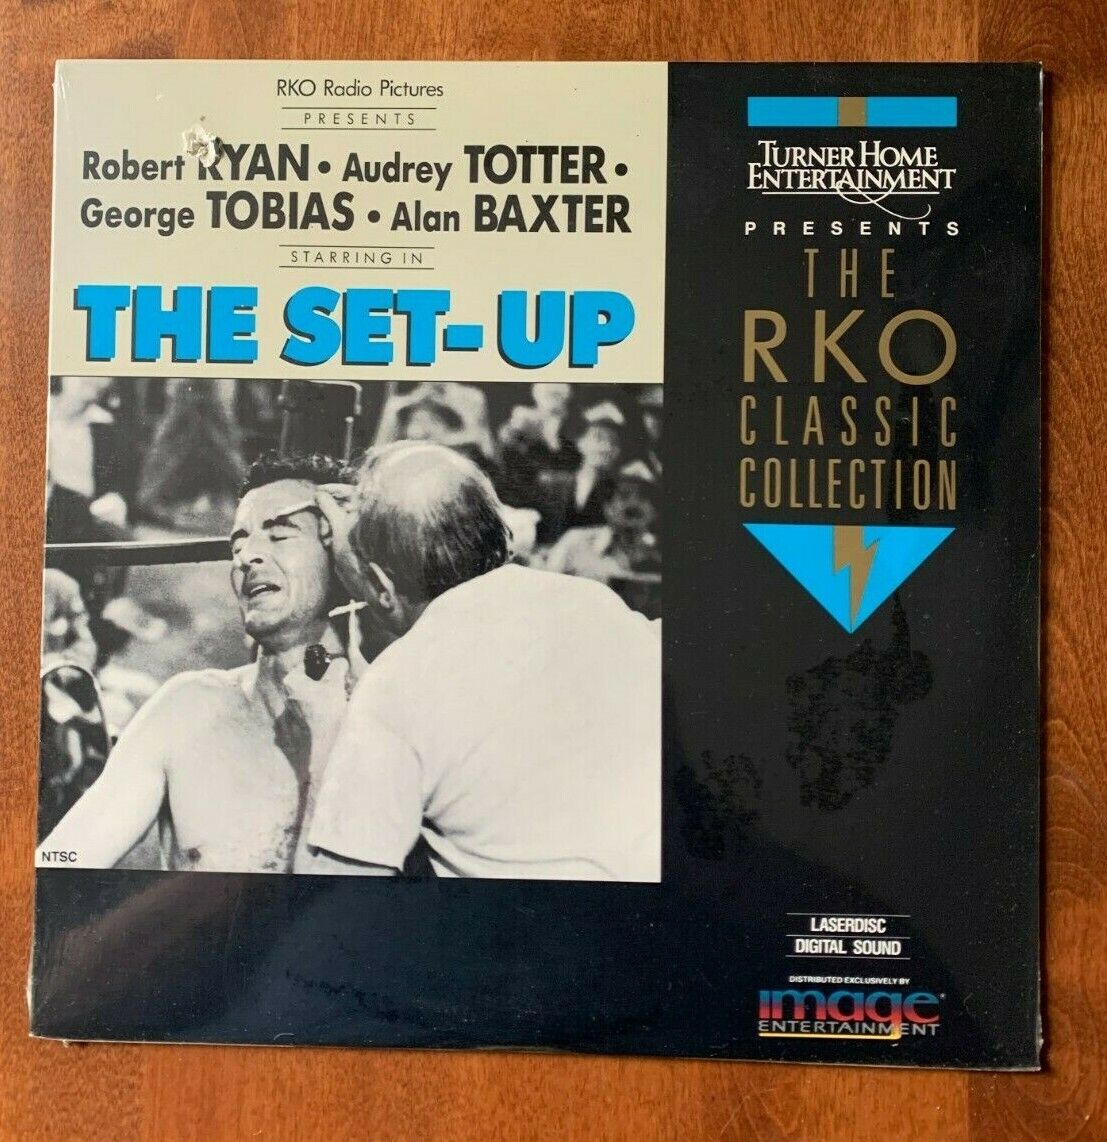 RKO Radio Pictures
PRESENTS
Robert RYAN • Audrey TOTTER •
George TOBIAS • Alan BAXTER
STARRING IN
THE SET-UP
NTSC
TURNER HOME
ENTERTAINMENT
PRESENTS
THE
RKO
CLASSIC
COLLECTION
LASERDISC
DIGITAL SOUND
DISTRIBUTED EXCLUSIVELY BY
image
ENTERTAINMENT